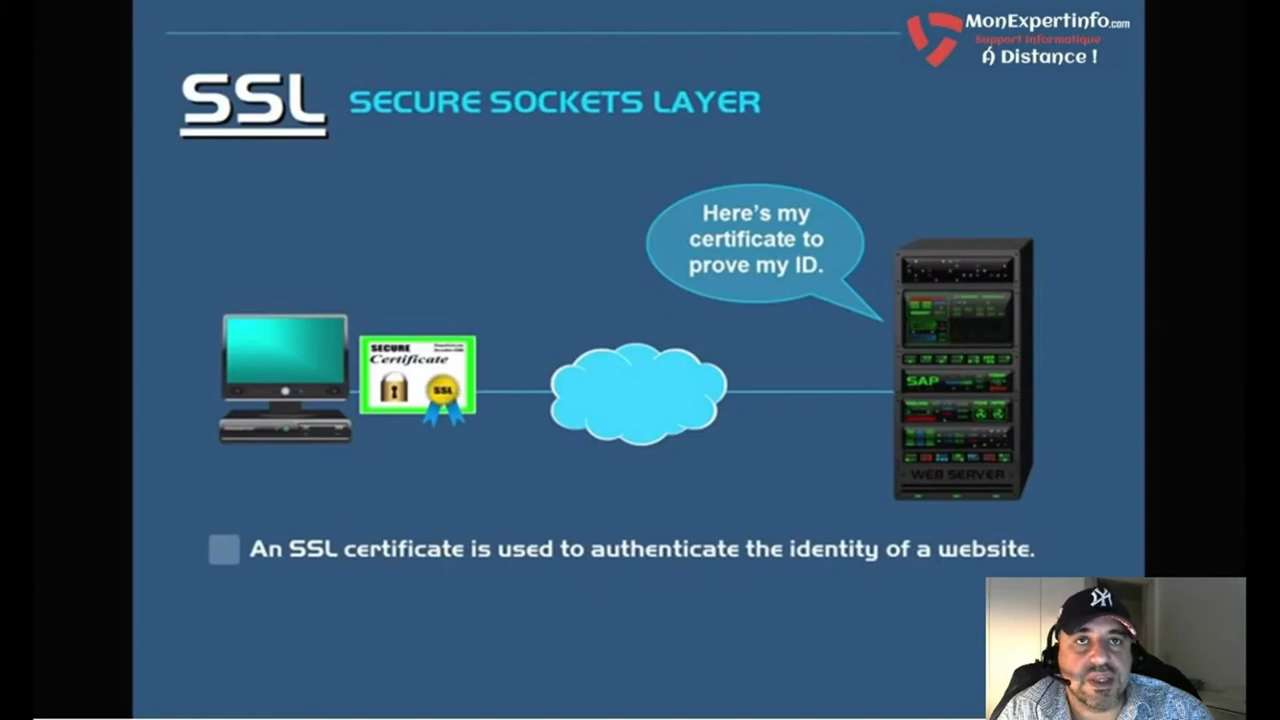 MonExpertinfo.com
Support Informatique
Á Distance !
SSL SECURE SOCKETS LAYER
Here's my
certificate to
prove my ID.
SECURE
Certificate
SSL
SAP
WEB SERVER
An SSL certificate is used to authenticate the identity of a website.